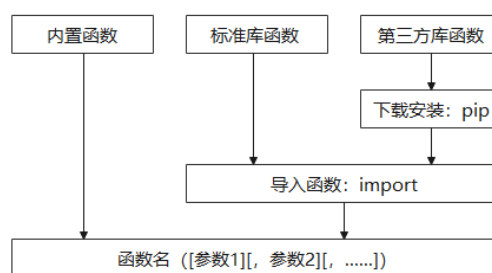 内置函数 标准库函数 第三方库函数
下载安装：pip
导入函数：import
函数名（[参数1][，参数2][，……]）